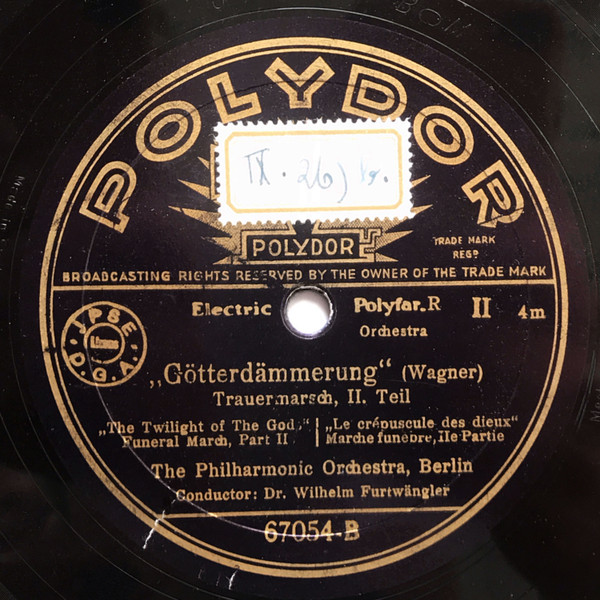 POLYDOR
IX. 26)
POLYDOR
TRADE MARK
REGD
BROADCASTING RIGHTS RESERVED BY THE OWNER OF THE TRADE MARK
Electric Polyfar.R II 4m
Orchestra
JPSE
D.G.A.
„Götterdämmerung“ (Wagner)
Trauermarsch, II. Teil
„The Twilight of The God.“ „Le crépuscule des dieux“
Funeral March, Part II Marche funèbre, IIe Partie
The Philharmonic Orchestra, Berlin
Conductor: Dr. Wilhelm Furtwängler
67054-B